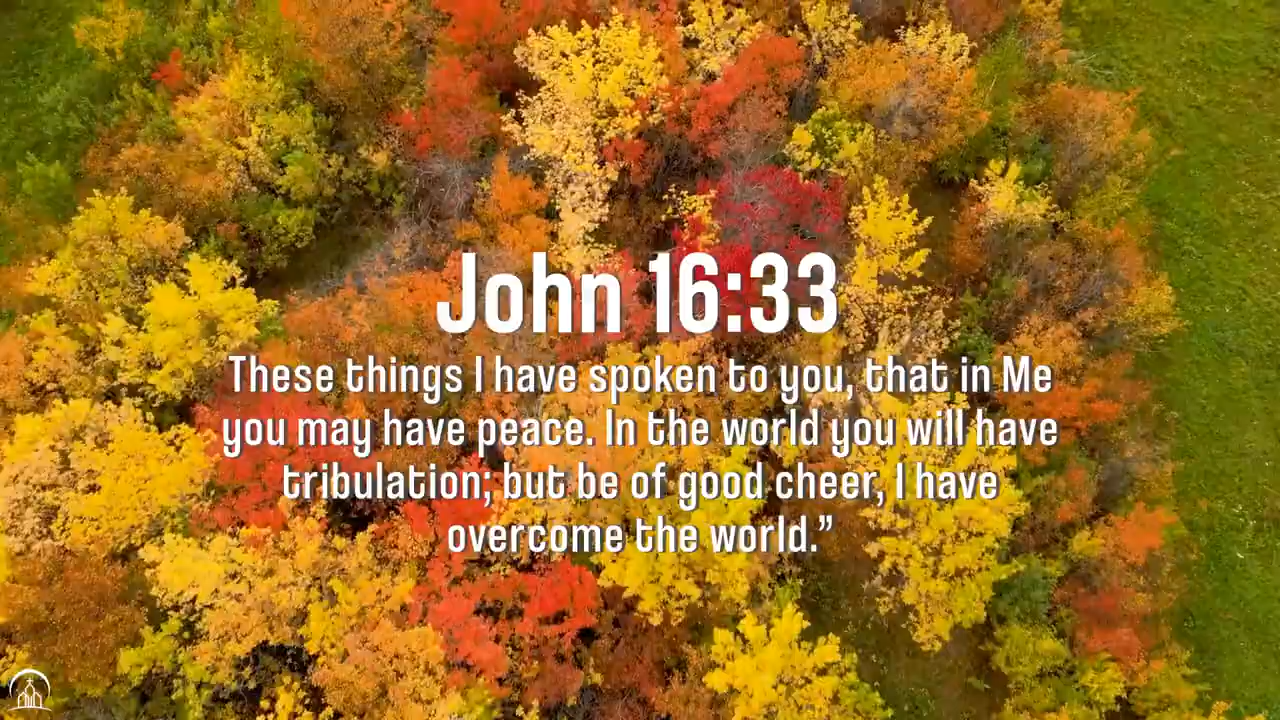 John 16:33
These things I have spoken to you, that in Me
you may have peace. In the world you will have
tribulation; but be of good cheer, I have
overcome the world.”